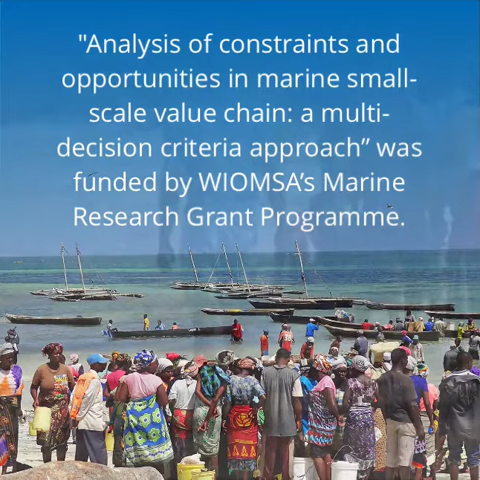 "Analysis of constraints and
opportunities in marine small-
scale value chain: a multi-
decision criteria approach” was
funded by WIOMSA’s Marine
Research Grant Programme.